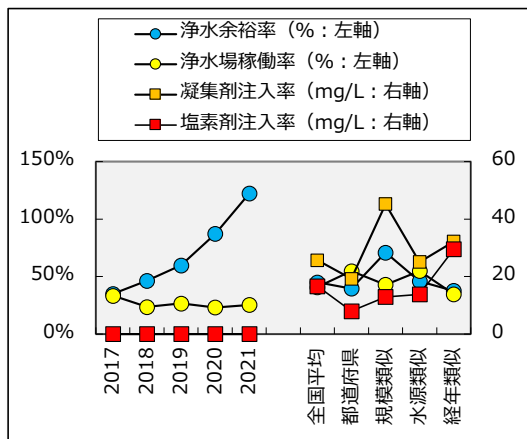 浄水余裕率（%：左軸）
浄水場稼働率（%：左軸）
凝集剤注入率（mg/L：右軸）
塩素剤注入率（mg/L：右軸）
150%
100%
50%
0%
60
40
20
0
2017
2018
2019
2020
2021
全国平均
都道府県
規模類似
水源類似
経年類似